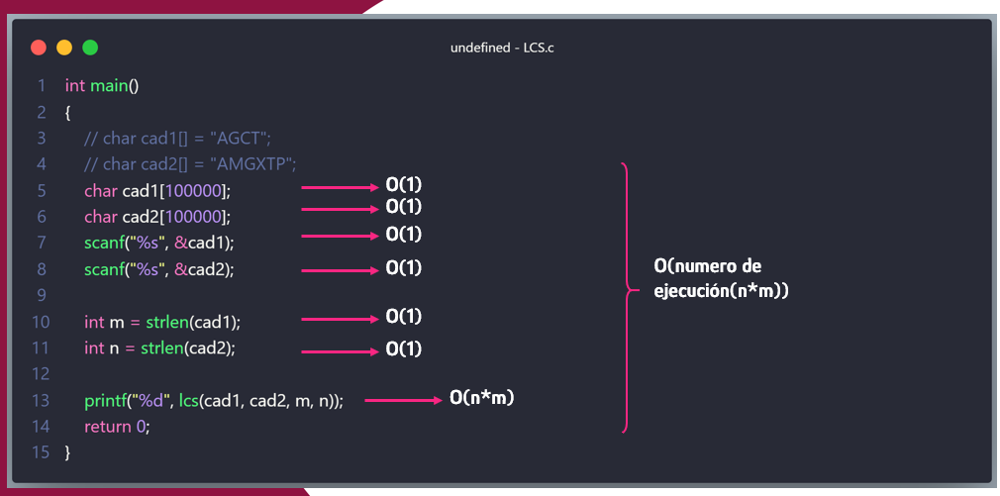 undefined - LCS.c
1 int main()
2 {
3 // char cad1[] = "AGCT";
4 // char cad2[] = "AMGXTP";
5 char cad1[100000]; O(1)
6 char cad2[100000]; O(1)
7 scanf("%s", &cad1); O(1)
8 scanf("%s", &cad2); O(1)
9
10 int m = strlen(cad1); O(1)
11 int n = strlen(cad2); O(1)
12
13 printf("%d", lcs(cad1, cad2, m, n)); O(n*m)
14 return 0;
15 }
O(numero de
ejecución(n*m))